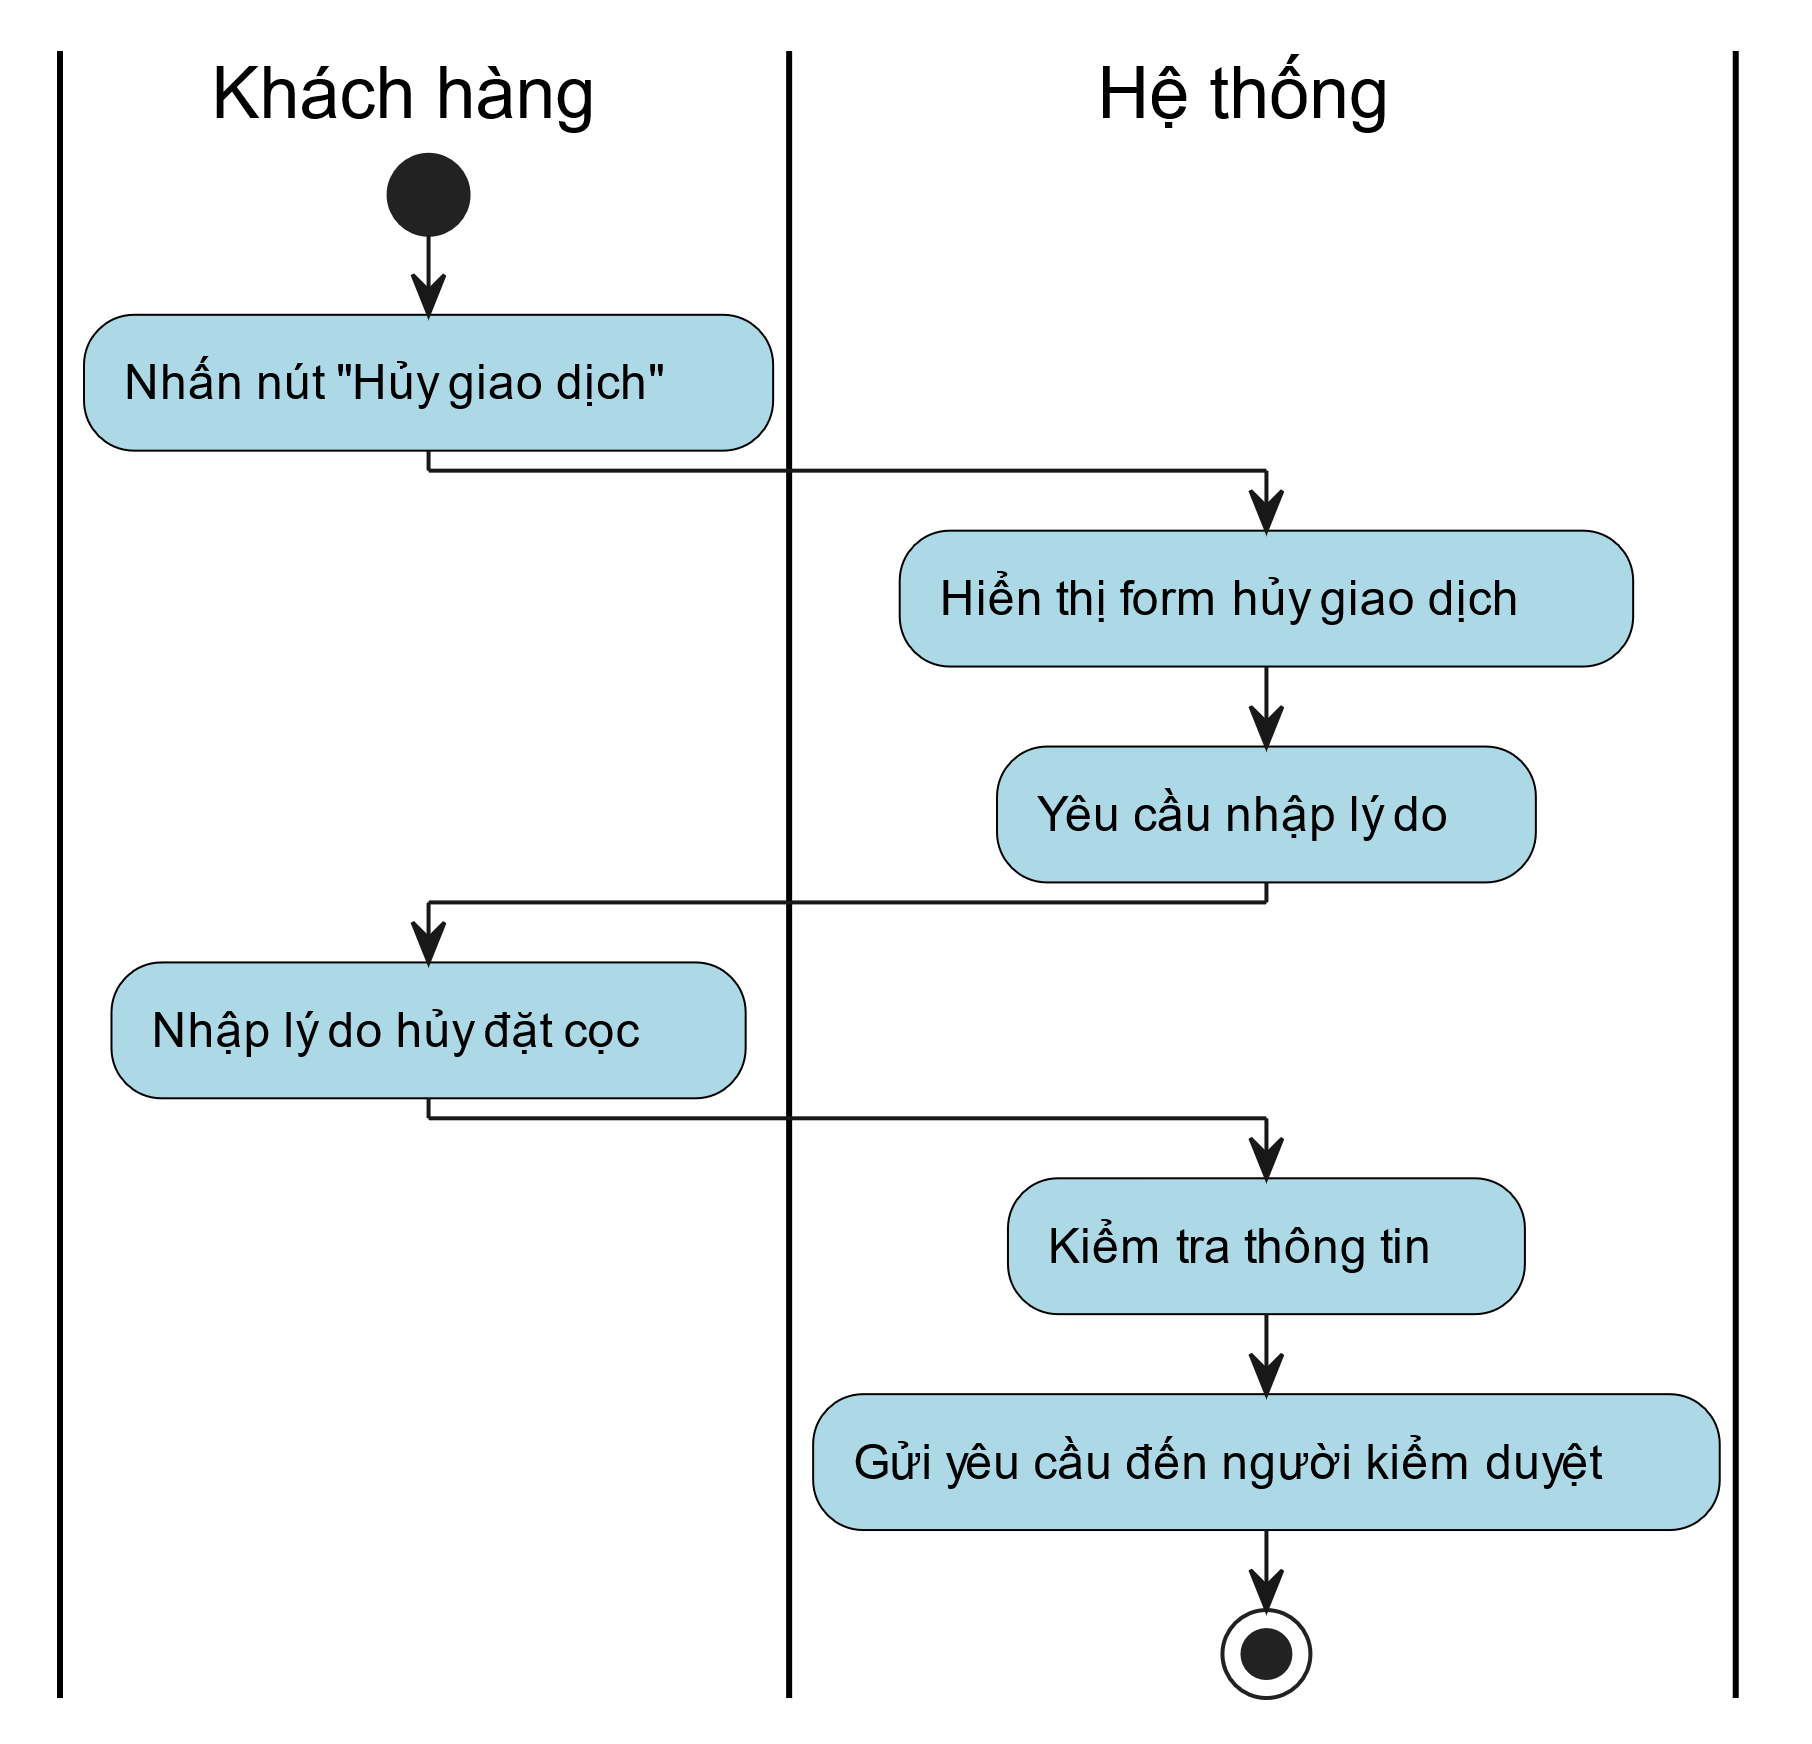 Khách hàng
Hệ thống
Nhấn nút "Hủy giao dịch"
Hiển thị form hủy giao dịch
Yêu cầu nhập lý do
Nhập lý do hủy đặt cọc
Kiểm tra thông tin
Gửi yêu cầu đến người kiểm duyệt